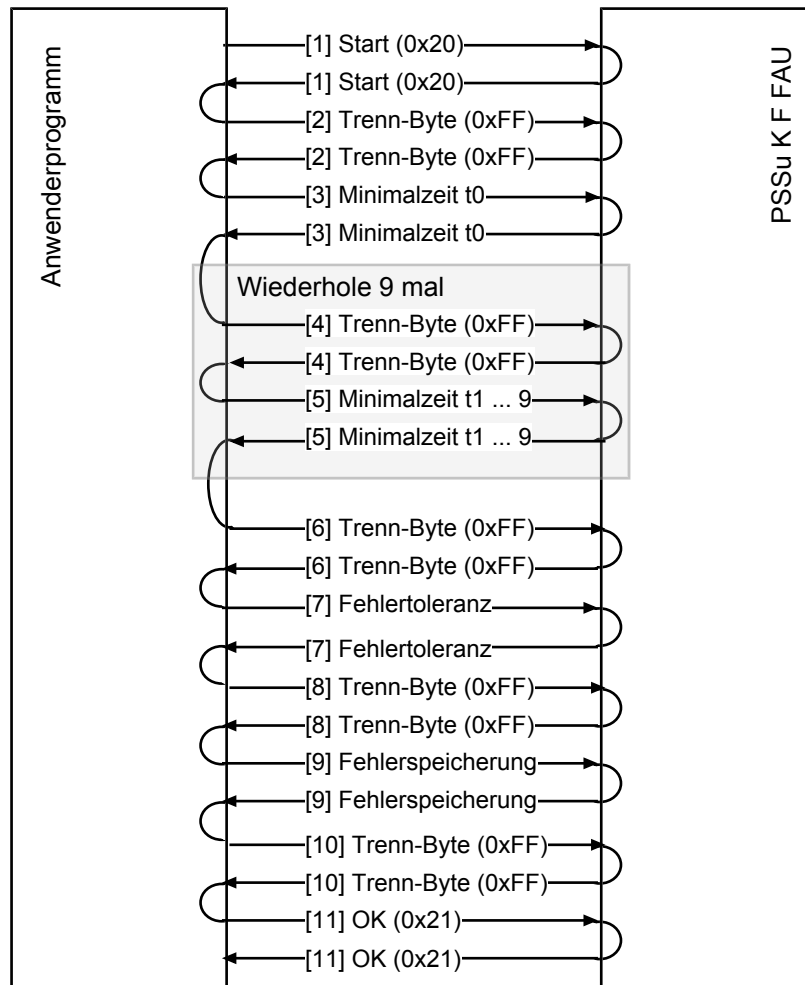 Anwenderprogramm
PSSu K F FAU
[1] Start (0x20)
[1] Start (0x20)
[2] Trenn-Byte (0xFF)
[2] Trenn-Byte (0xFF)
[3] Minimalzeit t0
[3] Minimalzeit t0
Wiederhole 9 mal
[4] Trenn-Byte (0xFF)
[4] Trenn-Byte (0xFF)
[5] Minimalzeit t1 ... 9
[5] Minimalzeit t1 ... 9
[6] Trenn-Byte (0xFF)
[6] Trenn-Byte (0xFF)
[7] Fehlertoleranz
[7] Fehlertoleranz
[8] Trenn-Byte (0xFF)
[8] Trenn-Byte (0xFF)
[9] Fehlerspeicherung
[9] Fehlerspeicherung
[10] Trenn-Byte (0xFF)
[10] Trenn-Byte (0xFF)
[11] OK (0x21)
[11] OK (0x21)